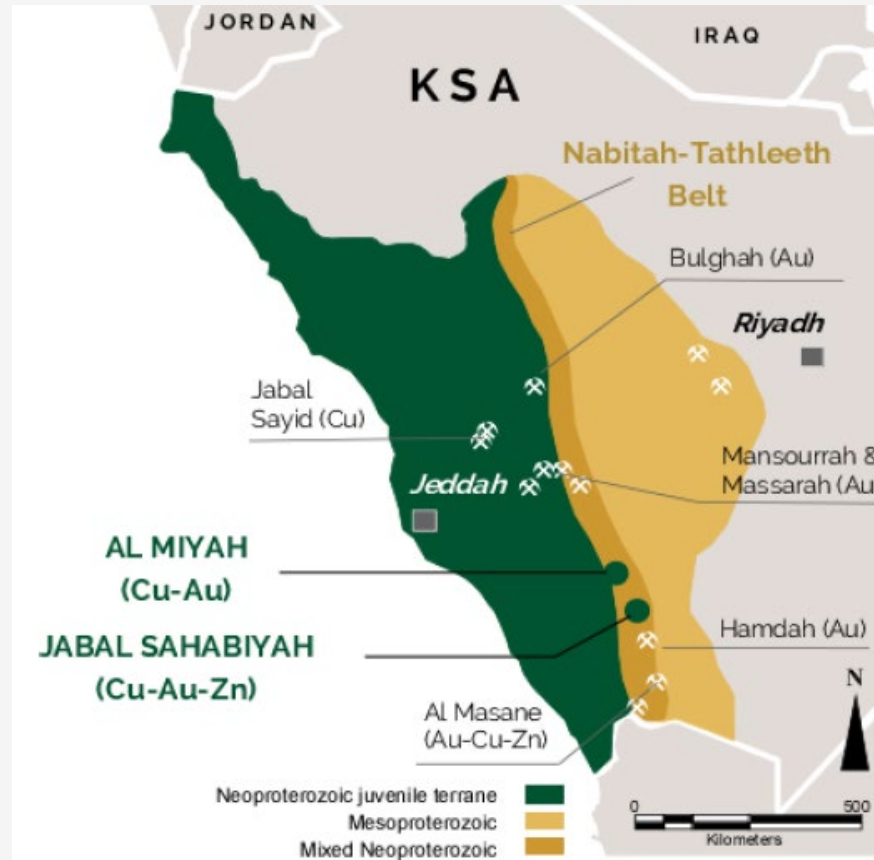 JORDAN
IRAQ
KSA
Nabitah-Tathleeth
Belt
Bulghah (Au)
Riyadh
Jabal
Sayid (Cu)
Mansourrah &
Massarah (Au
Jeddah
AL MIYAH
(Cu-Au)
Hamdah (Au)
JABAL SAHABIYAH
(Cu-Au-Zn)
N
Al Masane
(Au-Cu-Zn)
Neoproterozoic juvenile terrane
Mesoproterozoic
Mixed Neoproterozoic
0 500
Kilometers